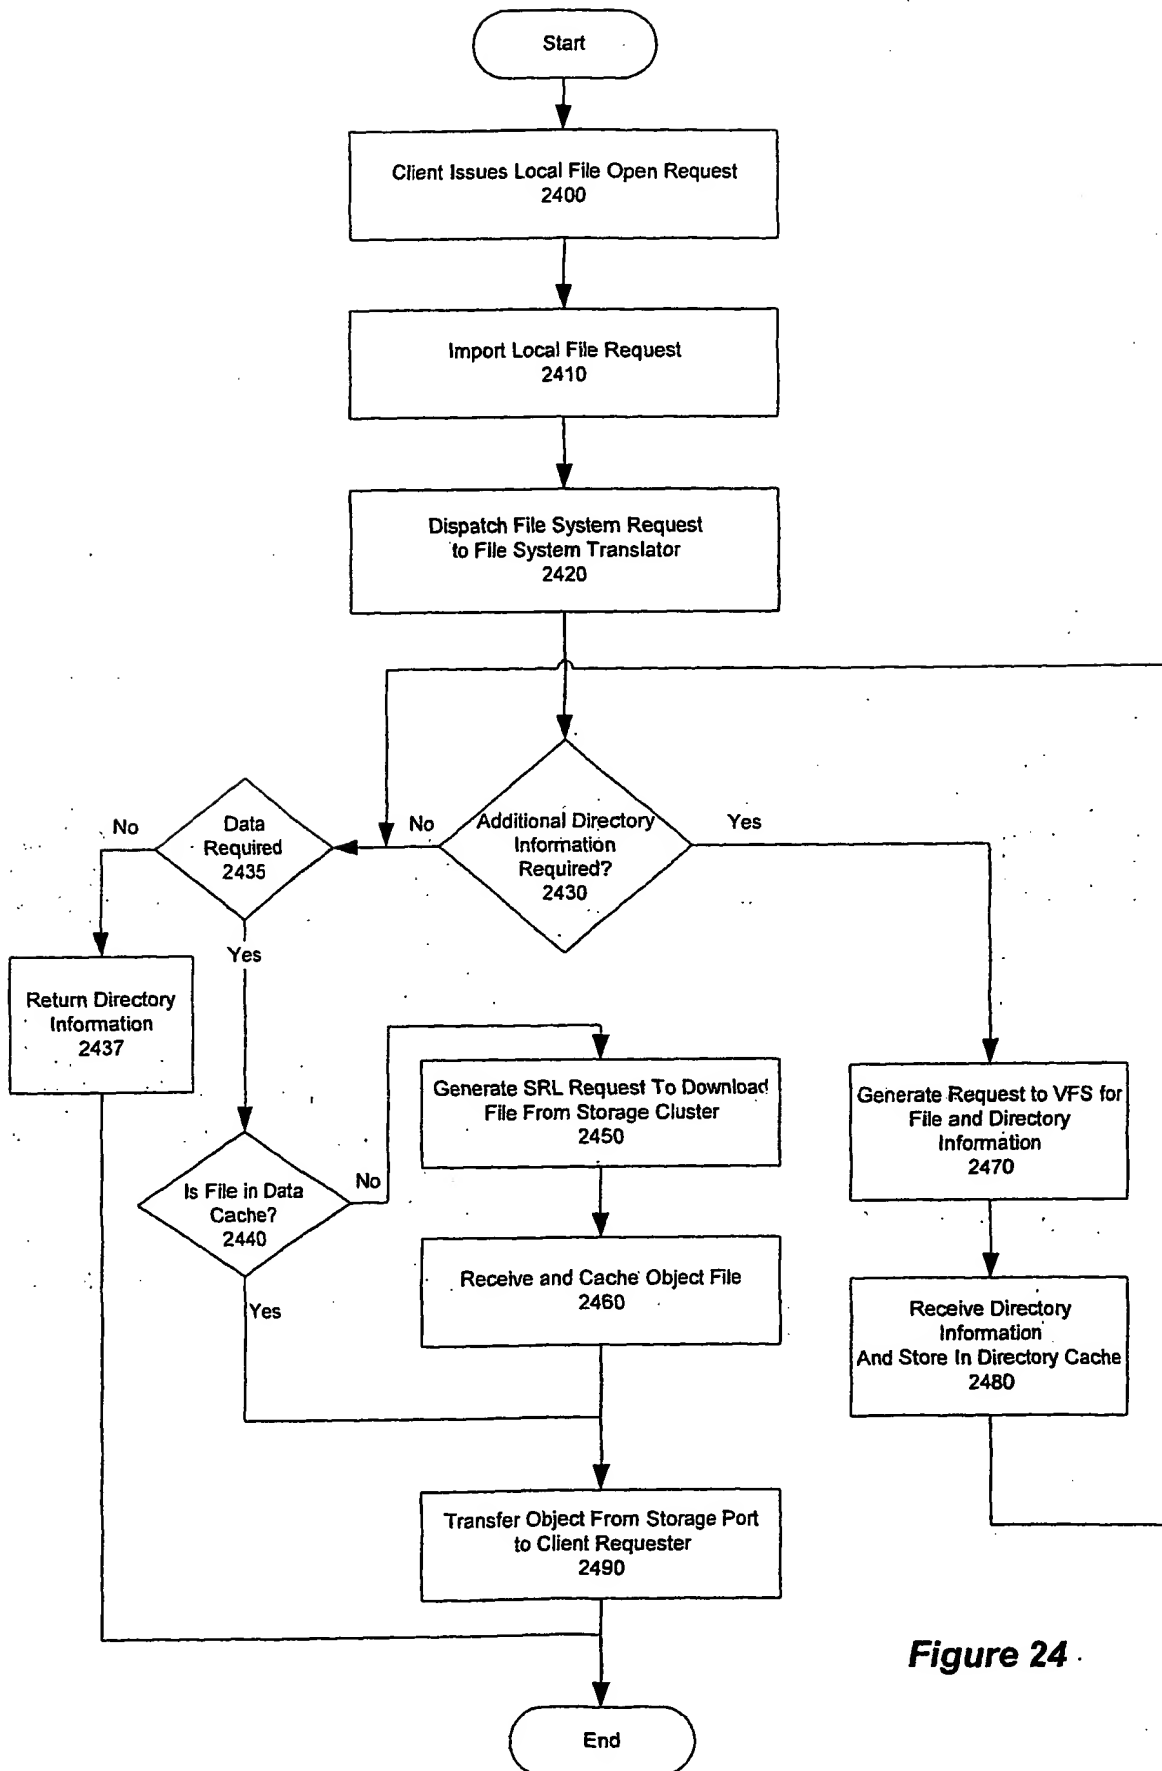 Start
Client Issues Local File Open Request
2400
Import Local File Request
2410
Dispatch File System Request
to File System Translator
2420
Additional Directory
Information
Required?
2430
No
Yes
Data
Required
2435
No
Yes
Return Directory
Information
2437
Is File in Data
Cache?
2440
No
Yes
Generate SRL Request To Download
File From Storage Cluster
2450
Receive and Cache Object File
2460
Generate Request to VFS for
File and Directory
Information
2470
Receive Directory
Information
And Store In Directory Cache
2480
Transfer Object From Storage Port
to Client Requester
2490
End
Figure 24